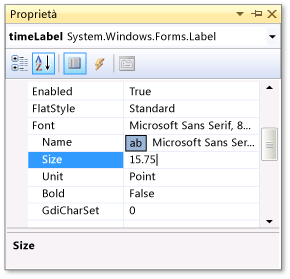 Proprietà
timeLabel System.Windows.Forms.Label
Enabled True
FlatStyle Standard
Font Microsoft Sans Serif, 8...
Name ab Microsoft Sans Ser...
Size 15.75
Unit Point
Bold False
GdiCharSet 0
Size